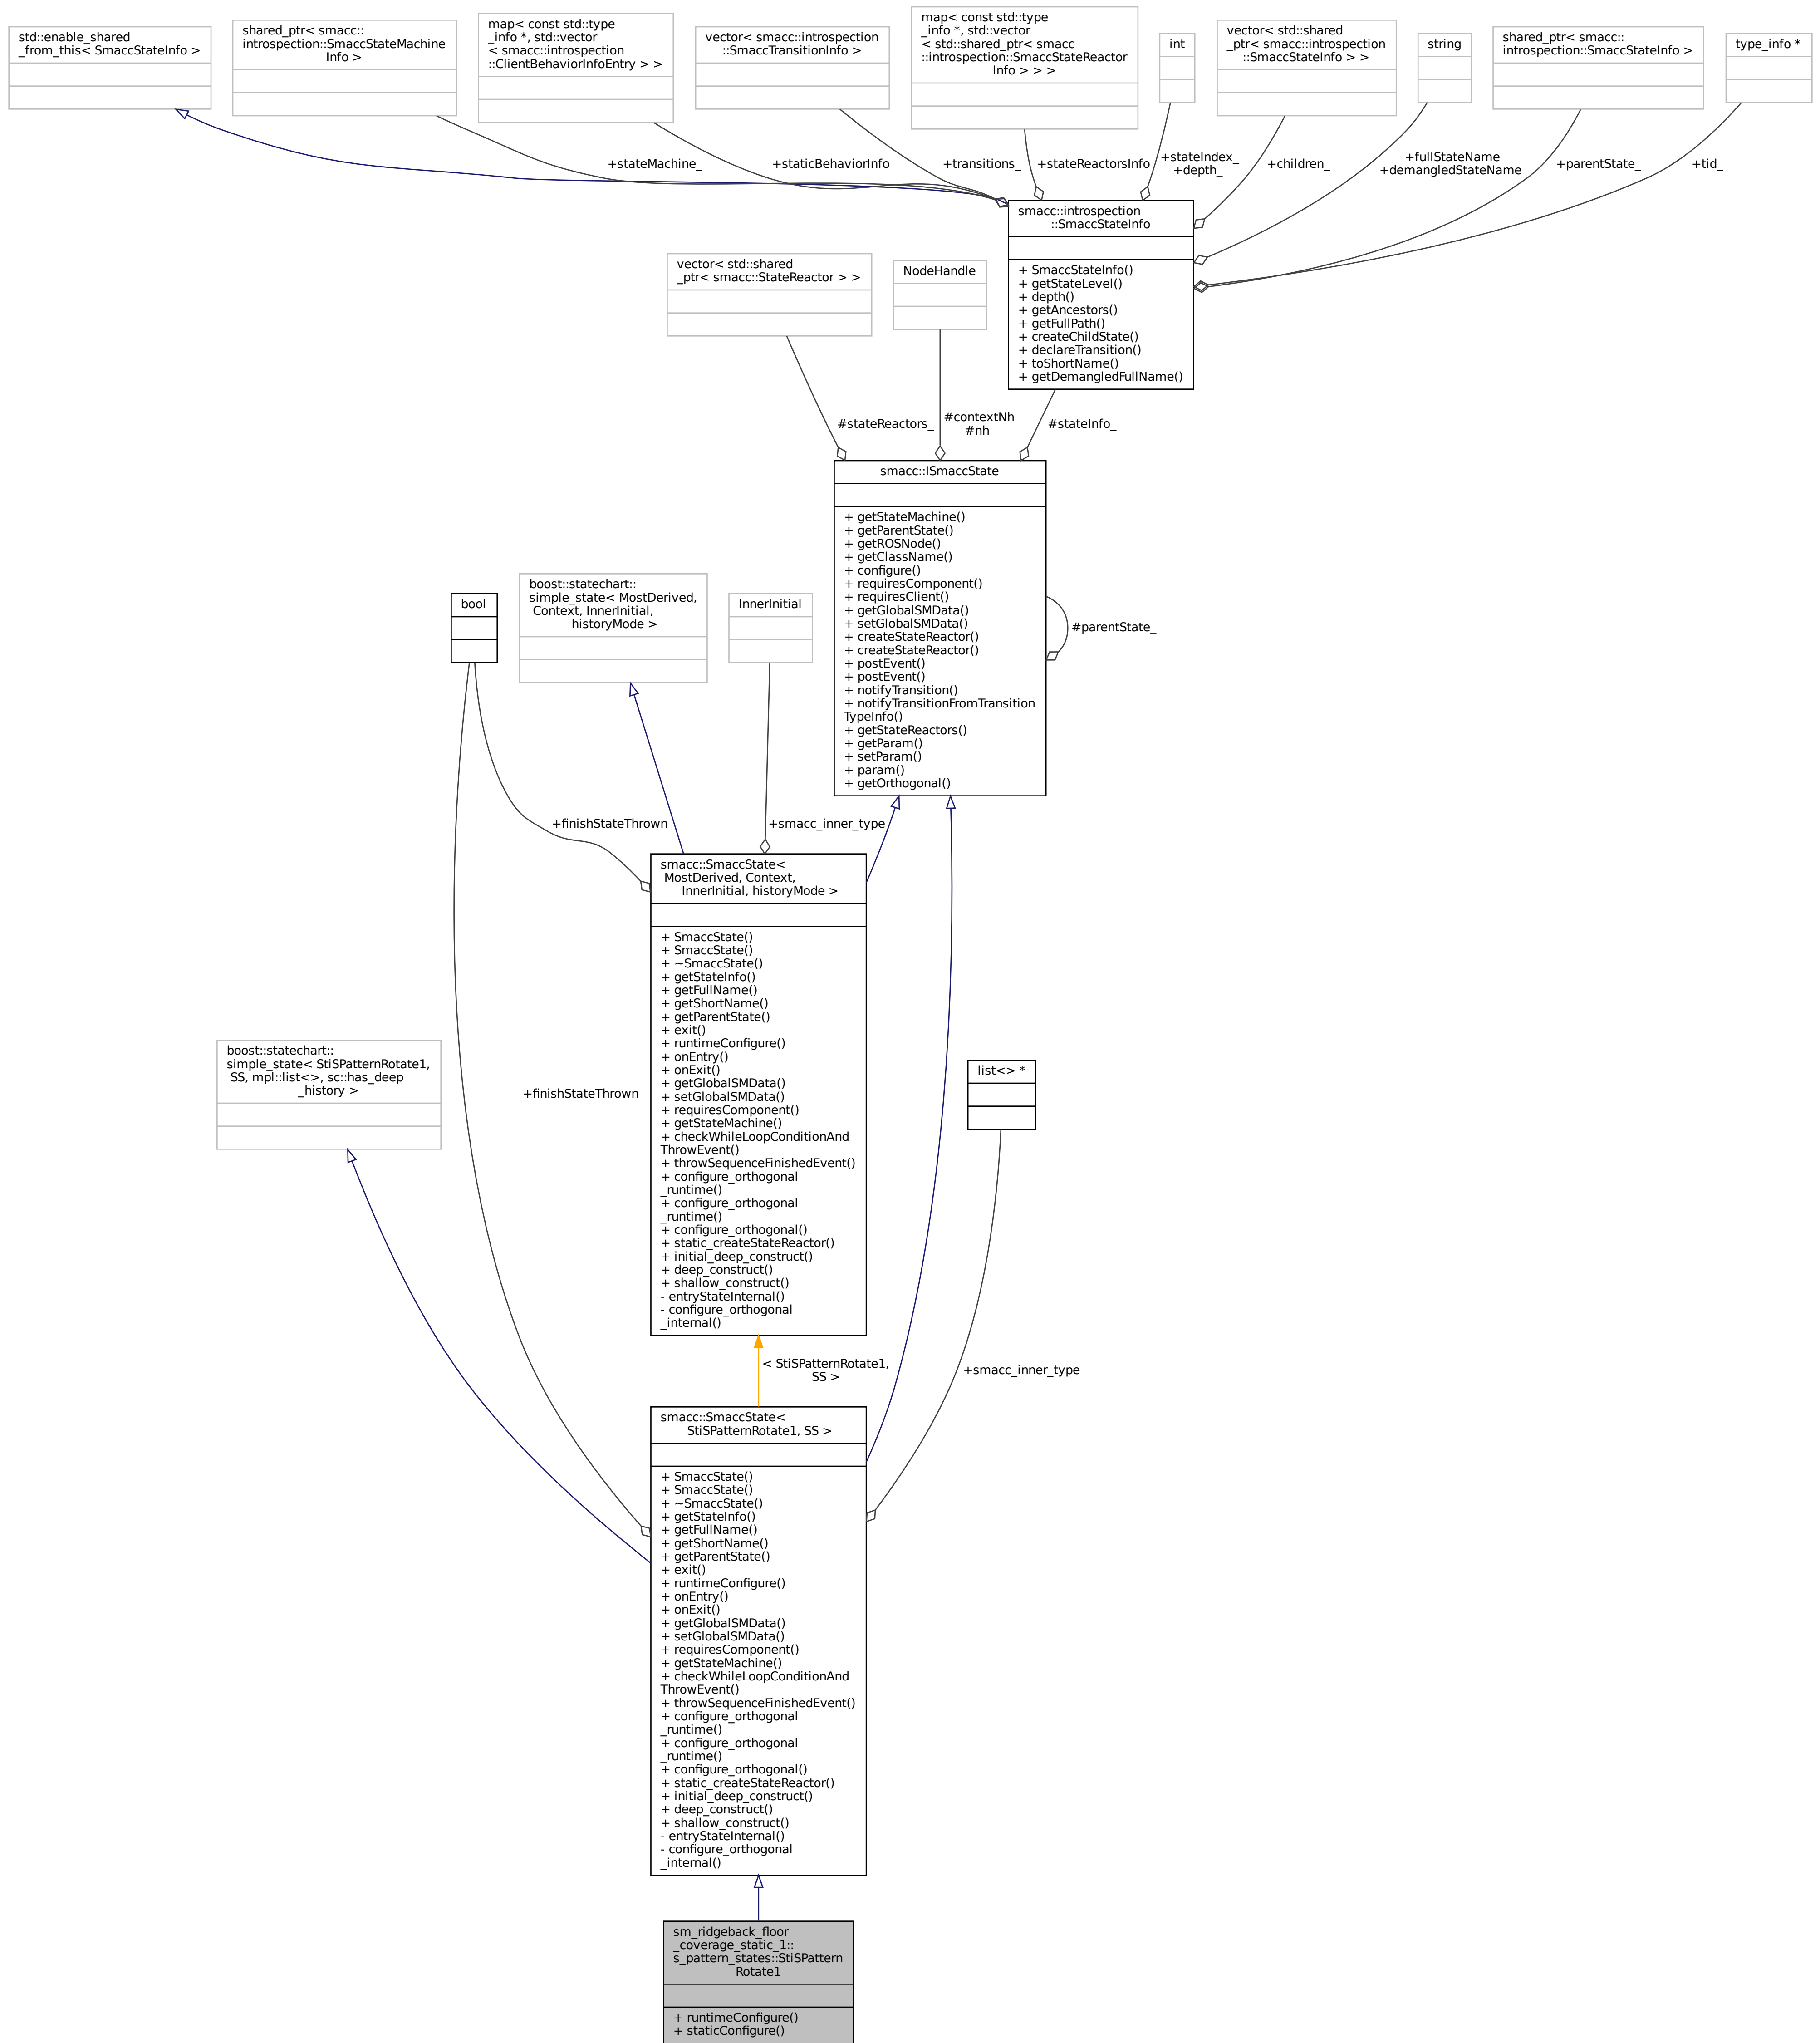 std::enable_shared
_from_this< SmaccStateInfo >
shared_ptr< smacc::
introspection::SmaccStateMachine
Info >
map< const std::type
_info *, std::vector
< smacc::introspection
::ClientBehaviorInfoEntry > >
vector< smacc::introspection
::SmaccTransitionInfo >
map< const std::type
_info *, std::vector
< std::shared_ptr< smacc
::introspection::SmaccStateReactor
Info > > >
int
vector< std::shared
_ptr< smacc::introspection
::SmaccStateInfo > >
string
shared_ptr< smacc::
introspection::SmaccStateInfo >
type_info *
+stateMachine_
+staticBehaviorInfo
+transitions_
+stateReactorsInfo
+stateIndex_
+depth_
+children_
+fullStateName
+demangledStateName
+parentState_
+tid_
smacc::introspection
::SmaccStateInfo
+ SmaccStateInfo()
+ getStateLevel()
+ depth()
+ getAncestors()
+ getFullPath()
+ createChildState()
+ declareTransition()
+ toShortName()
+ getDemangledFullName()
vector< std::shared
_ptr< smacc::StateReactor > >
NodeHandle
#stateReactors_
#contextNh
#nh
#stateInfo_
smacc::ISmaccState
+ getStateMachine()
+ getParentState()
+ getROSNode()
+ getClassName()
+ configure()
+ requiresComponent()
+ requiresClient()
+ getGlobalSMData()
+ setGlobalSMData()
+ createStateReactor()
+ createStateReactor()
+ postEvent()
+ postEvent()
+ notifyTransition()
+ notifyTransitionFromTransition
TypeInfo()
+ getStateReactors()
+ getParam()
+ setParam()
+ param()
+ getOrthogonal()
#parentState_
bool
boost::statechart::
simple_state< MostDerived,
Context, InnerInitial,
historyMode >
InnerInitial
+finishStateThrown
+smacc_inner_type
smacc::SmaccState<
MostDerived, Context,
InnerInitial, historyMode >
+ SmaccState()
+ SmaccState()
+ ~SmaccState()
+ getStateInfo()
+ getFullName()
+ getShortName()
+ getParentState()
+ exit()
+ runtimeConfigure()
+ onEntry()
+ onExit()
+ getGlobalSMData()
+ setGlobalSMData()
+ requiresComponent()
+ getStateMachine()
+ checkWhileLoopConditionAnd
ThrowEvent()
+ throwSequenceFinishedEvent()
+ configure_orthogonal
_runtime()
+ configure_orthogonal
_runtime()
+ configure_orthogonal()
+ static_createStateReactor()
+ initial_deep_construct()
+ deep_construct()
+ shallow_construct()
- entryStateInternal()
- configure_orthogonal
_internal()
boost::statechart::
simple_state< StiSPatternRotate1,
SS, mpl::list<>, sc::has_deep
_history >
+finishStateThrown
list<> *
< StiSPatternRotate1,
SS >
+smacc_inner_type
smacc::SmaccState<
StiSPatternRotate1, SS >
+ SmaccState()
+ SmaccState()
+ ~SmaccState()
+ getStateInfo()
+ getFullName()
+ getShortName()
+ getParentState()
+ exit()
+ runtimeConfigure()
+ onEntry()
+ onExit()
+ getGlobalSMData()
+ setGlobalSMData()
+ requiresComponent()
+ getStateMachine()
+ checkWhileLoopConditionAnd
ThrowEvent()
+ throwSequenceFinishedEvent()
+ configure_orthogonal
_runtime()
+ configure_orthogonal
_runtime()
+ configure_orthogonal()
+ static_createStateReactor()
+ initial_deep_construct()
+ deep_construct()
+ shallow_construct()
- entryStateInternal()
- configure_orthogonal
_internal()
sm_ridgeback_floor
_coverage_static_1::
s_pattern_states::StiSPattern
Rotate1
+ runtimeConfigure()
+ staticConfigure()